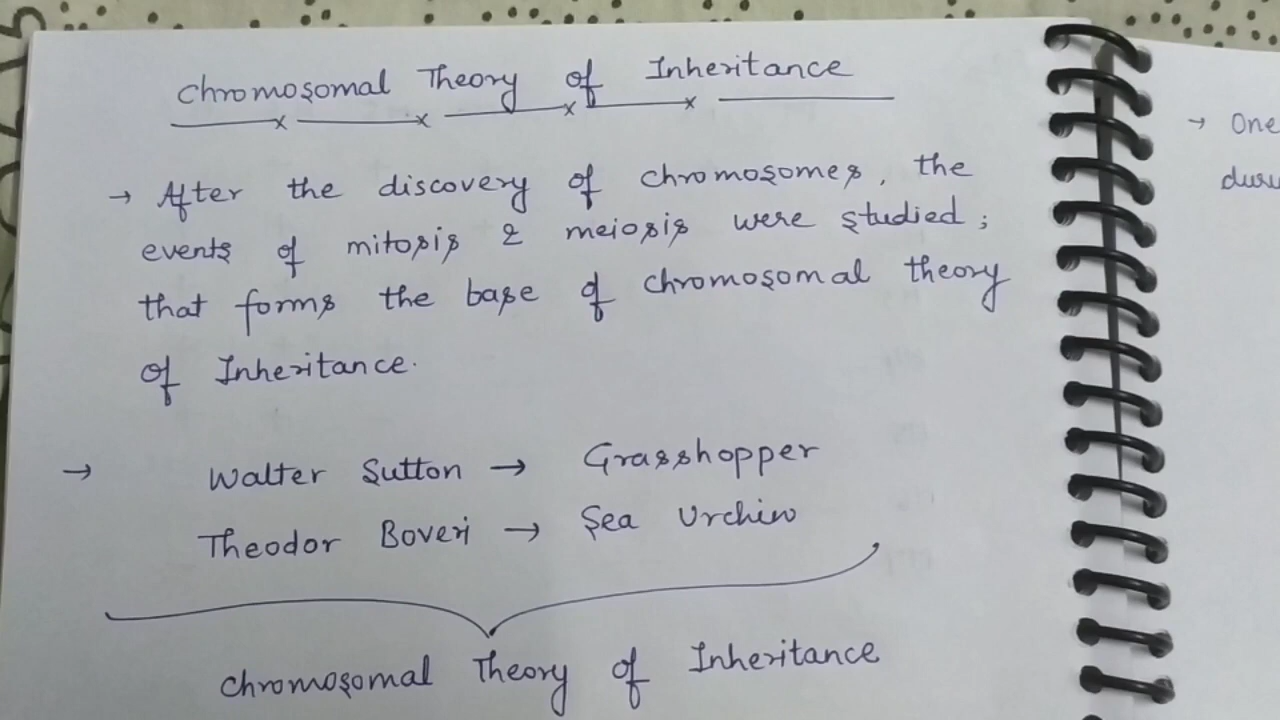 Chromosomal Theory of Inheritance
→ After the discovery of chromosomes, the
events of mitosis & meiosis were studied;
that forms the base of chromosomal theory
of Inheritance.
→ Walter Sutton → Grasshopper
Theodor Boveri → Sea Urchin
Chromosomal Theory of Inheritance
→ One